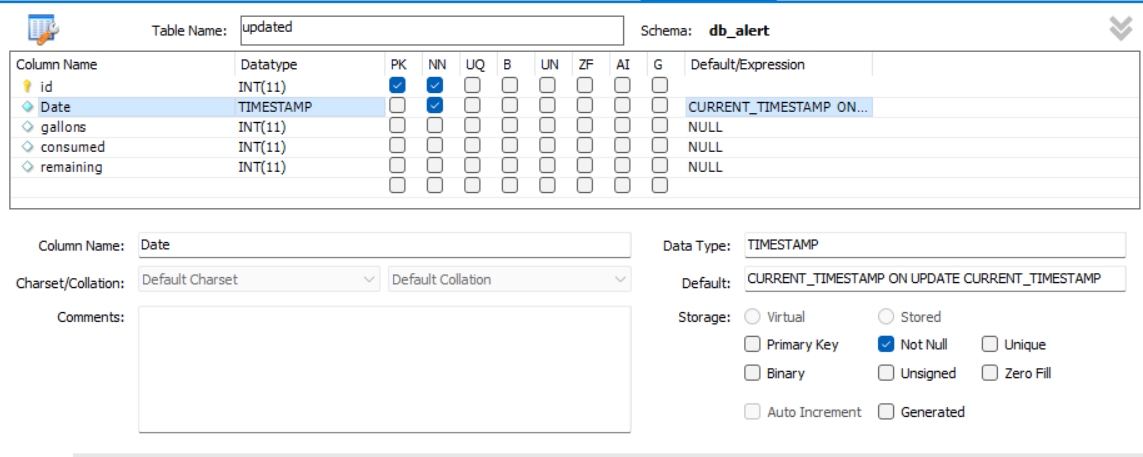 Table Name: updated Schema: db_alert
Column Name Datatype PK NN UQ B UN ZF AI G Default/Expression
id INT(11)
Date TIMESTAMP CURRENT_TIMESTAMP ON...
gallons INT(11) NULL
consumed INT(11) NULL
remaining INT(11) NULL
Column Name: Date Data Type: TIMESTAMP
Charset/Collation: Default Charset Default Collation Default: CURRENT_TIMESTAMP ON UPDATE CURRENT_TIMESTAMP
Comments: Storage: Virtual Stored
Primary Key Not Null Unique
Binary Unsigned Zero Fill
Auto Increment Generated